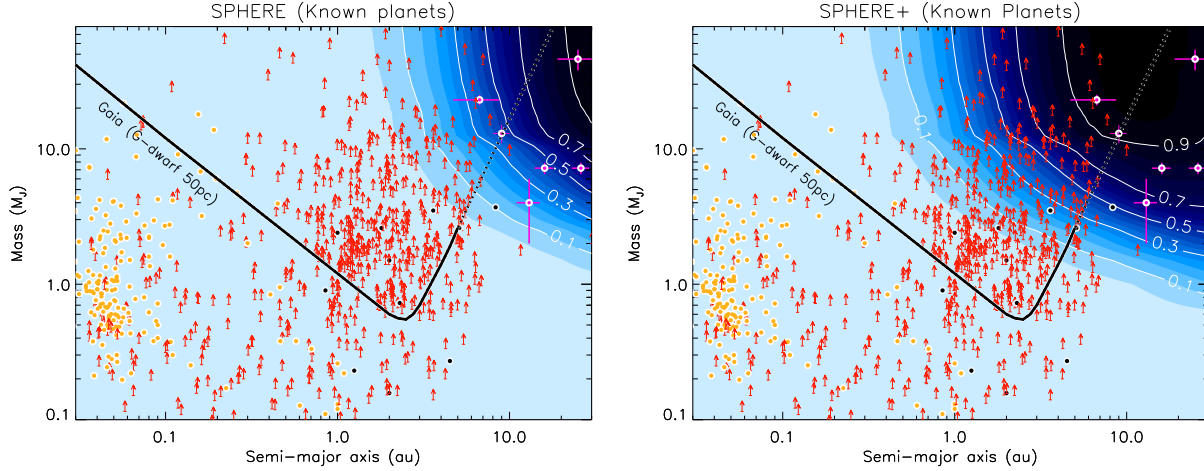 SPHERE (Known planets)
Mass (MJ)
10.0
1.0
0.1
Gaia (G-dwarf 50pc)
0.7
0.5
0.3
0.1
0.1
1.0
10.0
Semi-major axis (au)
SPHERE+ (Known Planets)
Mass (MJ)
10.0
1.0
0.1
Gaia (G-dwarf 50pc)
0.1
0.9
0.7
0.5
0.3
0.1
0.1
1.0
10.0
Semi-major axis (au)